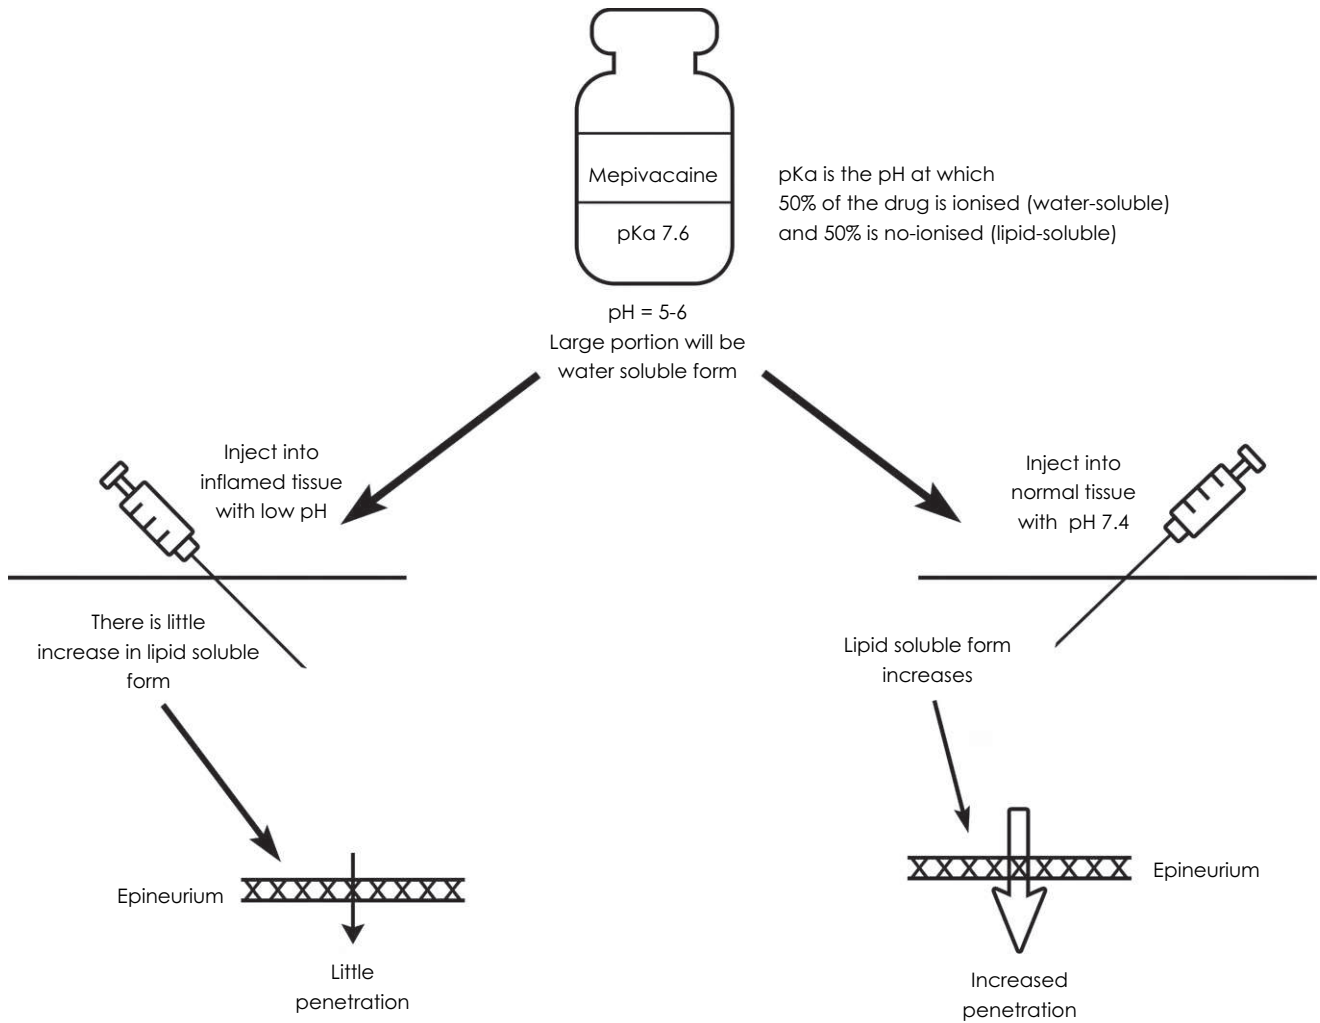 Mepivacaine
pKa 7.6
pKa is the pH at which
50% of the drug is ionised (water-soluble)
and 50% is no-ionised (lipid-soluble)
pH = 5-6
Large portion will be
water soluble form
Inject into
inflamed tissue
with low pH
Inject into
normal tissue
with pH 7.4
There is little
increase in lipid soluble
form
Lipid soluble form
increases
Epineurium
Epineurium
Little
penetration
Increased
penetration